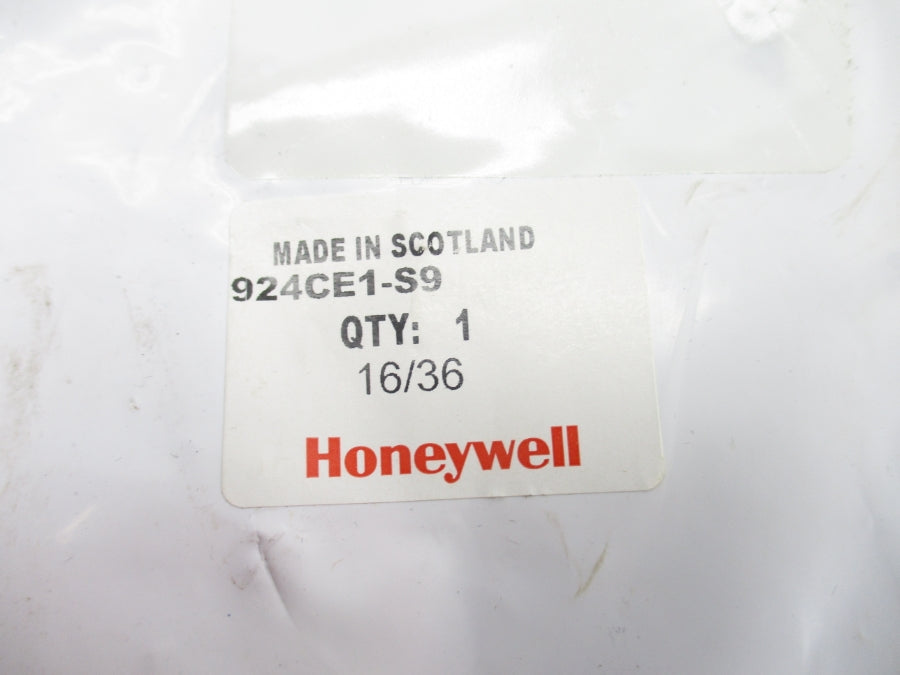 MADE IN SCOTLAND
924CE1-S9
QTY: 1
16/36
Honeywell